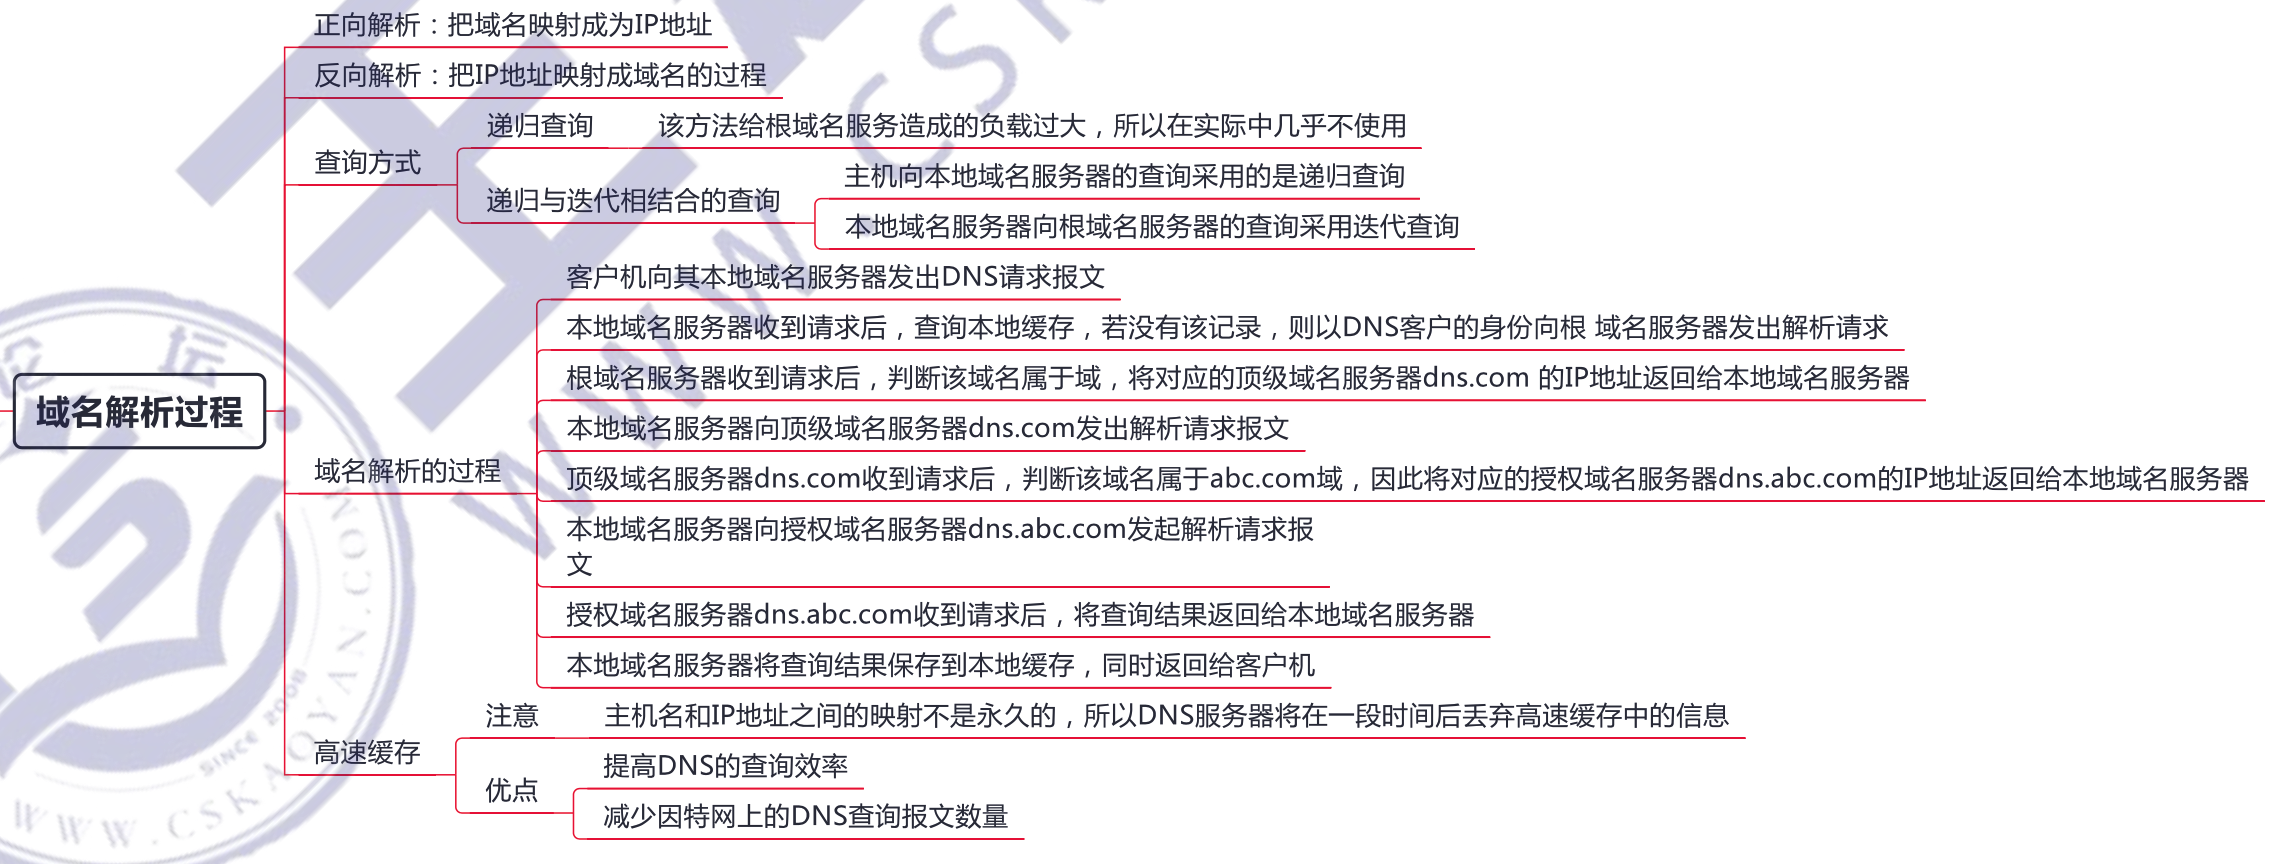 正向解析：把域名映射成为IP地址
反向解析：把IP地址映射成域名的过程
递归查询
该方法给根域名服务造成的负载过大，所以在实际中几乎不使用
查询方式
主机向本地域名服务器的查询采用的是递归查询
递归与迭代相结合的查询
本地域名服务器向根域名服务器的查询采用迭代查询
客户机向其本地域名服务器发出DNS请求报文
本地域名服务器收到请求后，查询本地缓存，若没有该记录，则以DNS客户的身份向根 域名服务器发出解析请求
根域名服务器收到请求后，判断该域名属于域，将对应的顶级域名服务器dns.com 的IP地址返回给本地域名服务器
域名解析过程
本地域名服务器向顶级域名服务器dns.com发出解析请求报文
域名解析的过程
顶级域名服务器dns.com收到请求后，判断该域名属于abc.com域，因此将对应的授权域名服务器dns.abc.com的IP地址返回给本地域名服务器
本地域名服务器向授权域名服务器dns.abc.com发起解析请求报
文
授权域名服务器dns.abc.com收到请求后，将查询结果返回给本地域名服务器
本地域名服务器将查询结果保存到本地缓存，同时返回给客户机
注意
主机名和IP地址之间的映射不是永久的，所以DNS服务器将在一段时间后丢弃高速缓存中的信息
高速缓存
提高DNS的查询效率
优点
减少因特网上的DNS查询报文数量
坛
SINCE 2008
WWW.CSKAOYAN.COM
WWW.CSK